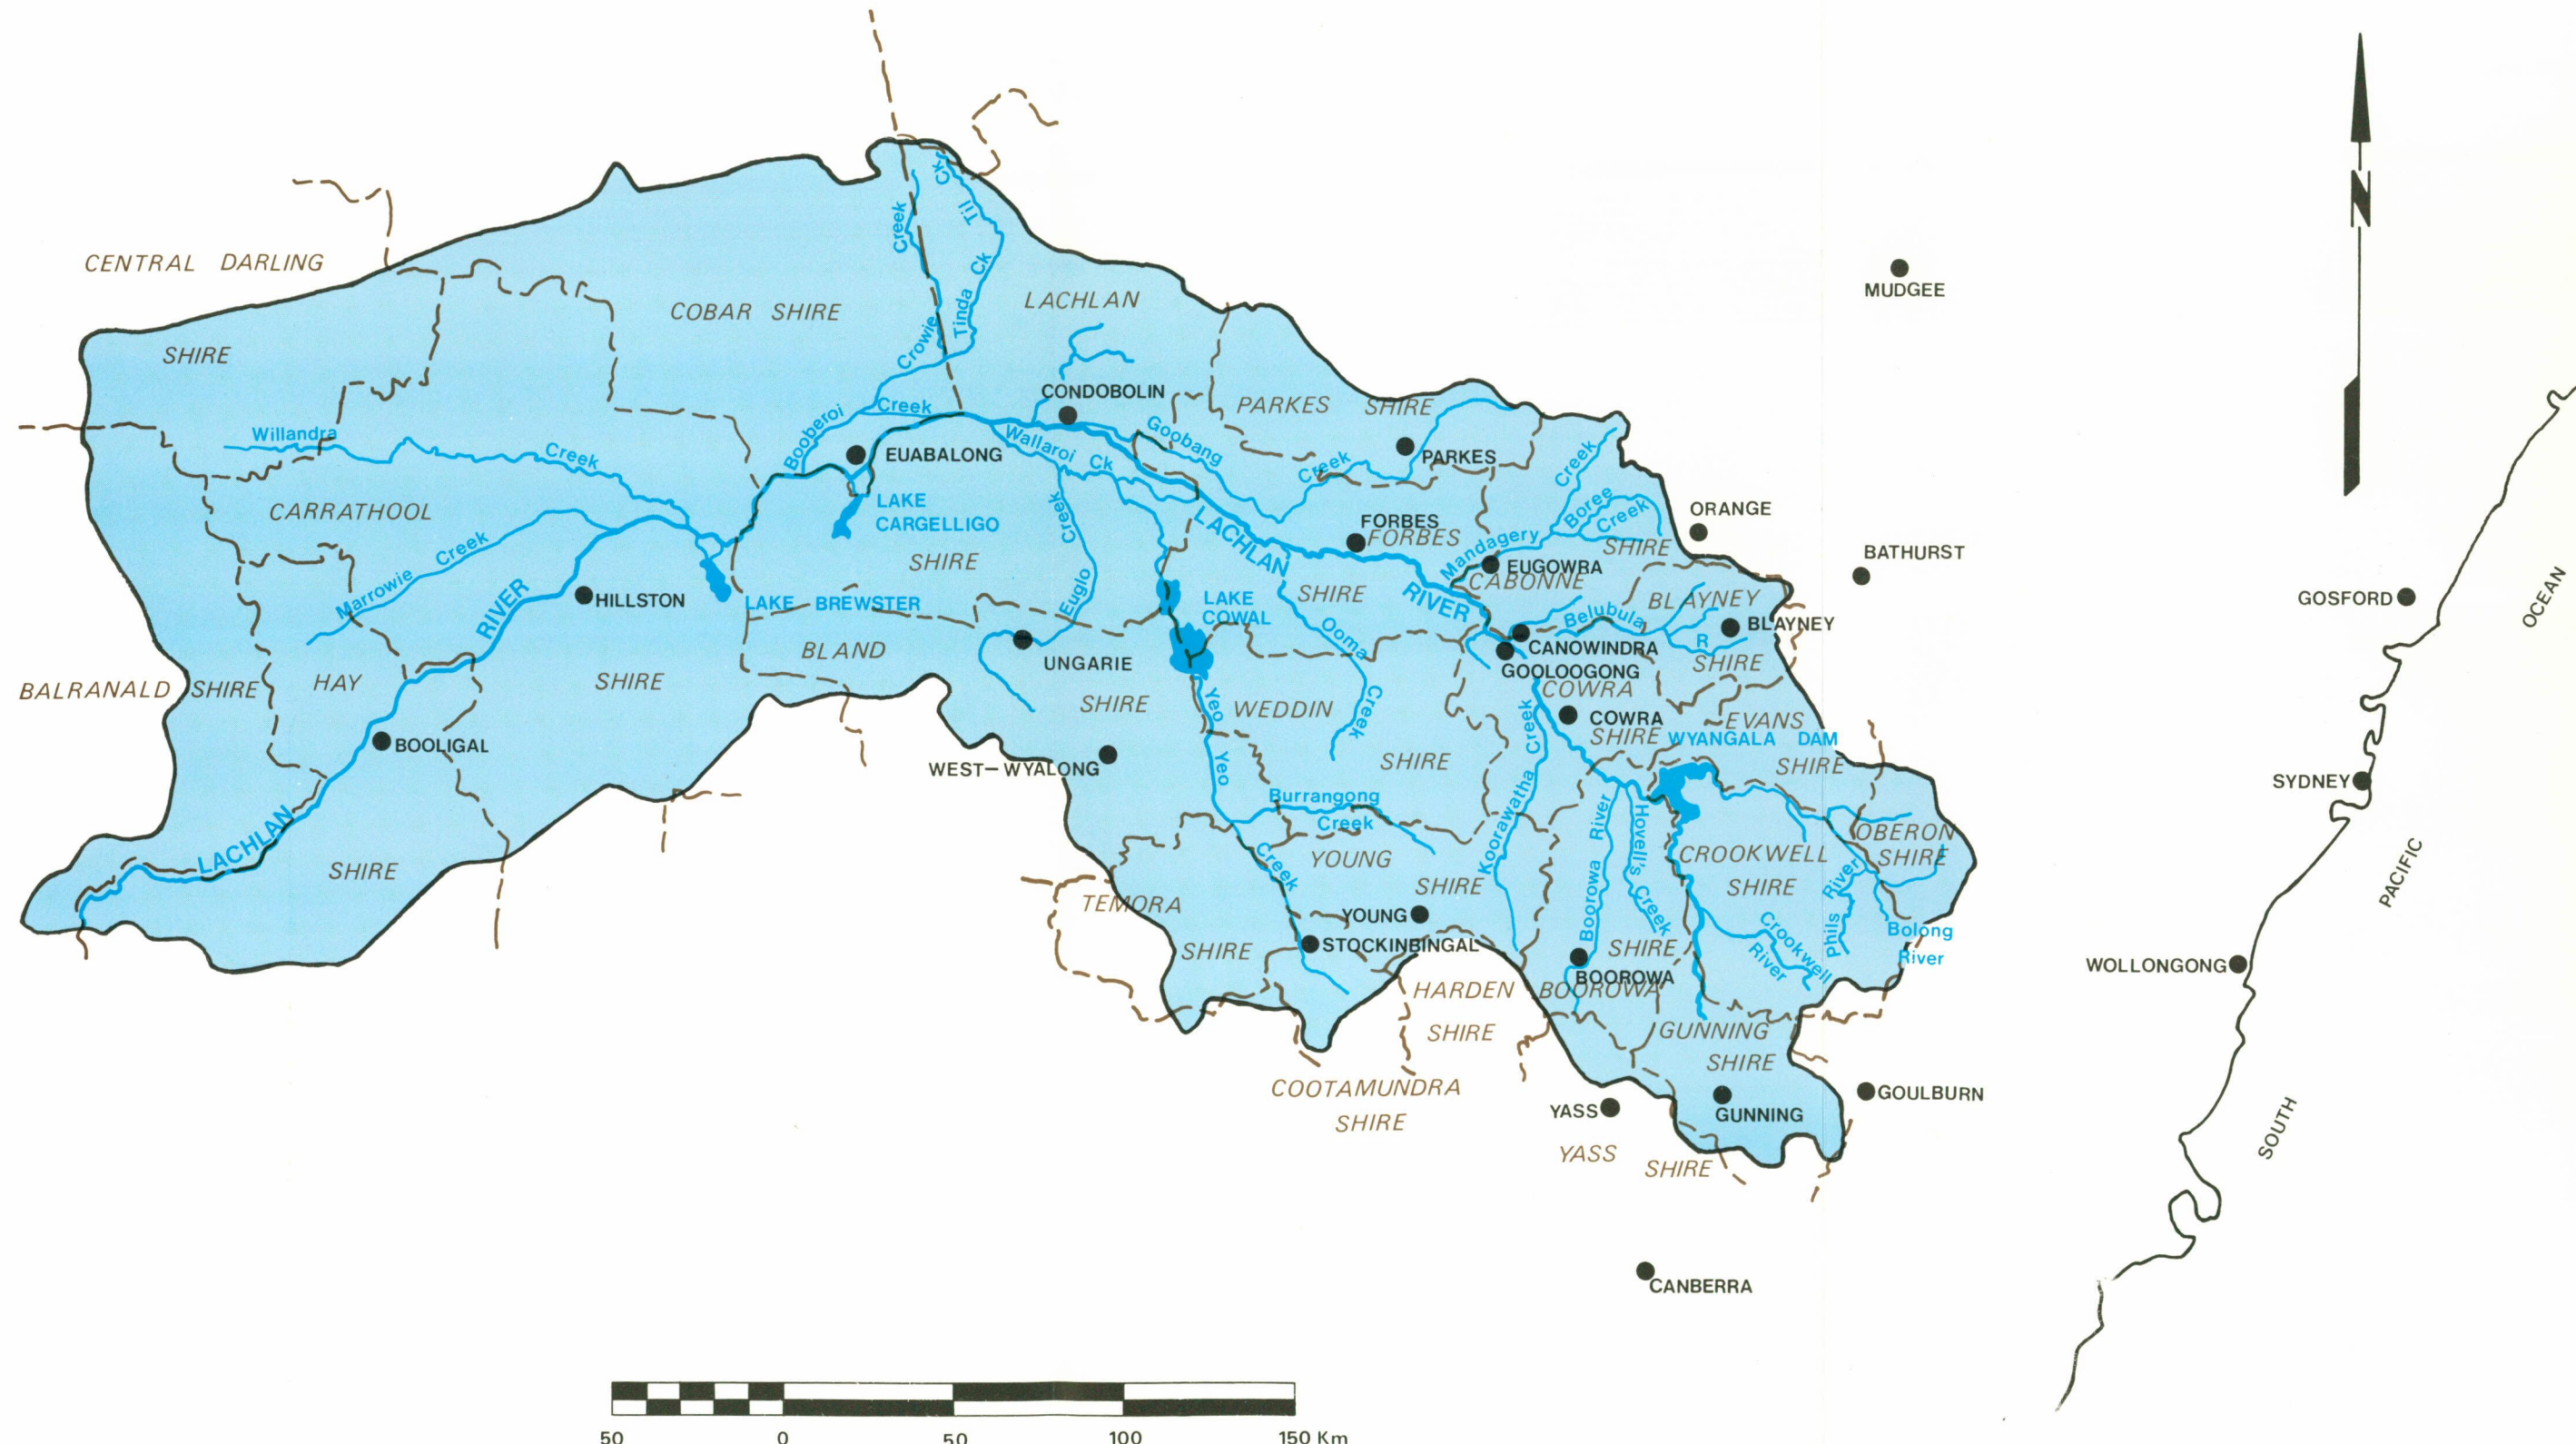 N
MUDGEE
CENTRAL DARLING
SHIRE
COBAR SHIRE
LACHLAN
Creek
Crowie
Til Ck
Tinda Ck
CONDOBOLIN
PARKES SHIRE
Willandra
Creek
Booberoi
Creek
EUABALONG
Wallaroi Ck
Goobang
Creek
PARKES
Creek
LAKE
CARGELLIGO
CARRATHOOL
SHIRE
Creek
Euglo
LACHLAN
RIVER
FORBES
FORBES
SHIRE
Mandagery
Boree
Creek
ORANGE
SHIRE
BATHURST
EUGOWRA
CABONNE
BLAYNEY
BLAYNEY
SHIRE
Belubula
R
GOSFORD
Marrowie Creek
RIVER
HILLSTON
LAKE BREWSTER
LAKE
COWAL
BLAND
UNGARIE
SHIRE
Ooma
Creek
CANOWINDRA
GOOLOOGONG
COWRA
COWRA
SHIRE
EVANS
WYANGALA DAM
SHIRE
BALRANALD SHIRE
HAY
SHIRE
BOOLIGAL
WEDDIN
SHIRE
Yeo
Yeo
Creek
WEST-WYALONG
SYDNEY
Burrangong
Creek
Koorawatha Creek
Boorowa River
Hovell's Creek
OBERON
SHIRE
CROOKWELL
SHIRE
LACHLAN
SHIRE
YOUNG
SHIRE
YOUNG
TEMORA
SHIRE
STOCKINBINGAL
SHIRE
BOOROWA
BOOROWA
Crookwell
River
Phils River
Bolong
River
WOLLONGONG
HARDEN
SHIRE
GUNNING
SHIRE
COOTAMUNDRA
SHIRE
YASS
GUNNING
GOULBURN
YASS SHIRE
CANBERRA
SOUTH
PACIFIC
OCEAN
50 0 50 100 150 Km